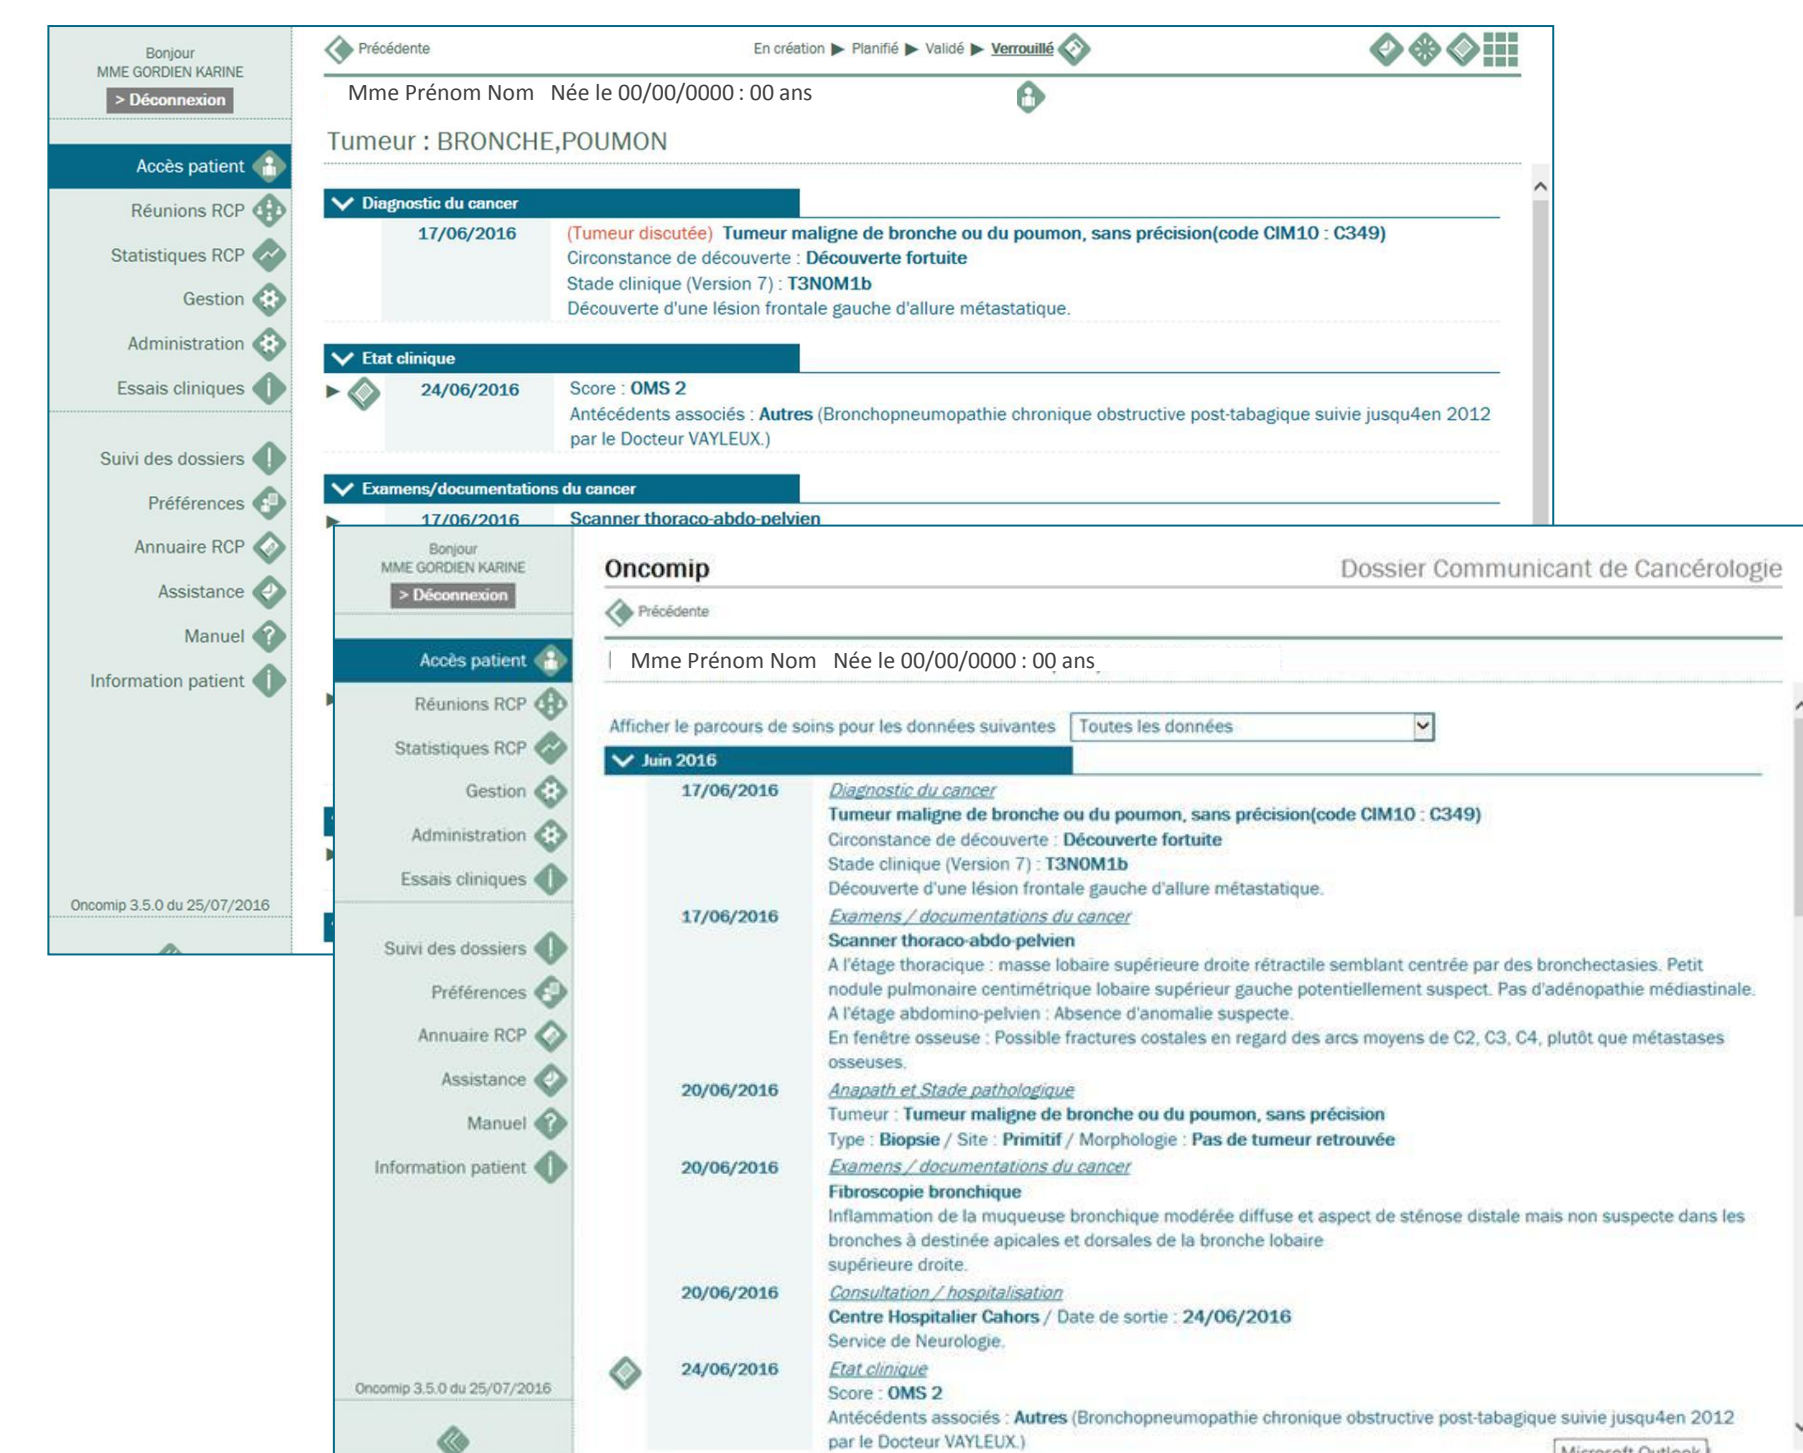 Bonjour
MME GORDIEN KARINE
> Déconnexion
Accès patient
Réunions RCP
Statistiques RCP
Gestion
Administration
Essais cliniques
Suivi des dossiers
Préférences
Annuaire RCP
Assistance
Manuel
Information patient
Oncomip 3.5.0 du 25/07/2016
Précédente
En création ▶ Planifié ▶ Validé ▶ Verrouillé
Mme Prénom Nom Née le 00/00/0000 : 00 ans
Tumeur : BRONCHE,POUMON
Diagnostic du cancer
17/06/2016 (Tumeur discutée) Tumeur maligne de bronche ou du poumon, sans précision(code CIM10 : C349)
Circonstance de découverte : Découverte fortuite
Stade clinique (Version 7) : T3N0M1b
Découverte d'une lésion frontale gauche d'allure métastatique.
Etat clinique
24/06/2016 Score : OMS 2
Antécédents associés : Autres (Bronchopneumopathie chronique obstructive post-tabagique suivie jusqu4en 2012
par le Docteur VAYLEUX.)
Examens/documentations du cancer
17/06/2016 Scanner thoraco-abdo-pelvien
Bonjour
MME GORDIEN KARINE
> Déconnexion
Accès patient
Réunions RCP
Statistiques RCP
Gestion
Administration
Essais cliniques
Suivi des dossiers
Préférences
Annuaire RCP
Assistance
Manuel
Information patient
Oncomip 3.5.0 du 25/07/2016
Oncomip Dossier Communicant de Cancérologie
Précédente
Mme Prénom Nom Née le 00/00/0000 : 00 ans
Afficher le parcours de soins pour les données suivantes Toutes les données
Juin 2016
17/06/2016 Diagnostic du cancer
Tumeur maligne de bronche ou du poumon, sans précision(code CIM10 : C349)
Circonstance de découverte : Découverte fortuite
Stade clinique (Version 7) : T3N0M1b
Découverte d'une lésion frontale gauche d'allure métastatique.
17/06/2016 Examens / documentations du cancer
Scanner thoraco-abdo-pelvien
A l'étage thoracique : masse lobaire supérieure droite rétractile semblant centrée par des bronchectasies. Petit
nodule pulmonaire centimétrique lobaire supérieur gauche potentiellement suspect. Pas d'adénopathie médiastinale.
A l'étage abdomino-pelvien : Absence d'anomalie suspecte.
En fenêtre osseuse : Possible fractures costales en regard des arcs moyens de C2, C3, C4, plutôt que métastases
osseuses.
20/06/2016 Anapath et Stade pathologique
Tumeur : Tumeur maligne de bronche ou du poumon, sans précision
Type : Biopsie / Site : Primitif / Morphologie : Pas de tumeur retrouvée
20/06/2016 Examens / documentations du cancer
Fibroscopie bronchique
Inflammation de la muqueuse bronchique modérée diffuse et aspect de sténose distale mais non suspecte dans les
bronches à destinée apicales et dorsales de la bronche lobaire
supérieure droite.
20/06/2016 Consultation / hospitalisation
Centre Hospitalier Cahors / Date de sortie : 24/06/2016
Service de Neurologie.
24/06/2016 Etat clinique
Score : OMS 2
Antécédents associés : Autres (Bronchopneumopathie chronique obstructive post-tabagique suivie jusqu4en 2012
par le Docteur VAYLEUX.)
Microsoft Outlook